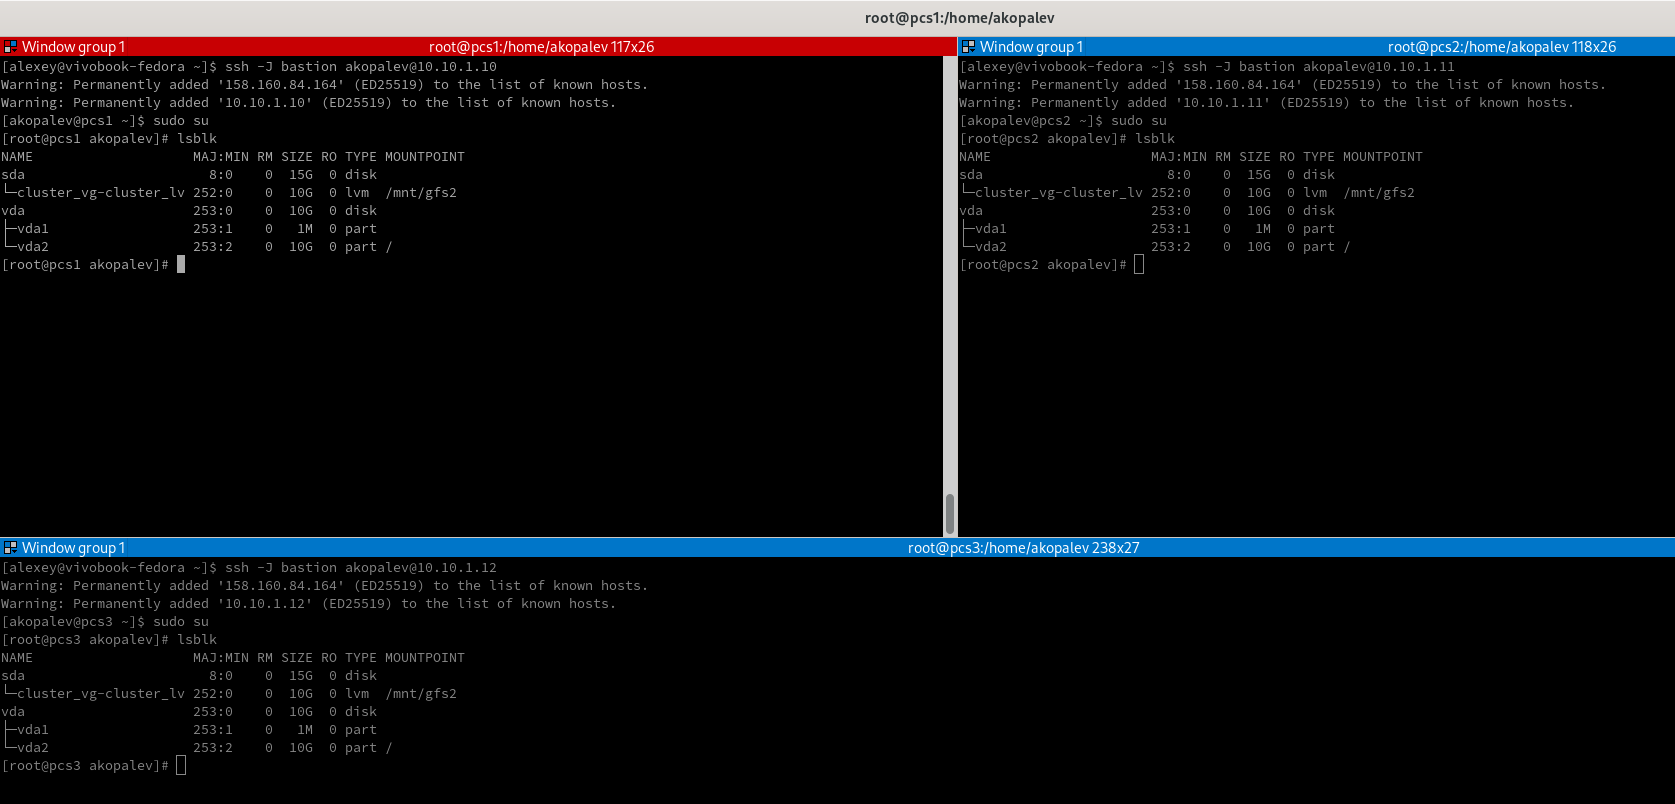 root@pcs1:/home/akopalev
Window group 1 root@pcs1:/home/akopalev 117x26
[alexey@vivobook-fedora ~]$ ssh -J bastion akopalev@10.10.1.10
Warning: Permanently added '158.160.84.164' (ED25519) to the list of known hosts.
Warning: Permanently added '10.10.1.10' (ED25519) to the list of known hosts.
[akopalev@pcs1 ~]$ sudo su
[root@pcs1 akopalev]# lsblk
NAME                    MAJ:MIN RM SIZE RO TYPE MOUNTPOINT
sda                       8:0    0  15G  0 disk
└─cluster_vg-cluster_lv 252:0    0  10G  0 lvm  /mnt/gfs2
vda                     253:0    0  10G  0 disk
├─vda1                  253:1    0   1M  0 part
└─vda2                  253:2    0  10G  0 part /
[root@pcs1 akopalev]#
Window group 1 root@pcs2:/home/akopalev 118x26
[alexey@vivobook-fedora ~]$ ssh -J bastion akopalev@10.10.1.11
Warning: Permanently added '158.160.84.164' (ED25519) to the list of known hosts.
Warning: Permanently added '10.10.1.11' (ED25519) to the list of known hosts.
[akopalev@pcs2 ~]$ sudo su
[root@pcs2 akopalev]# lsblk
NAME                    MAJ:MIN RM SIZE RO TYPE MOUNTPOINT
sda                       8:0    0  15G  0 disk
└─cluster_vg-cluster_lv 252:0    0  10G  0 lvm  /mnt/gfs2
vda                     253:0    0  10G  0 disk
├─vda1                  253:1    0   1M  0 part
└─vda2                  253:2    0  10G  0 part /
[root@pcs2 akopalev]#
Window group 1 root@pcs3:/home/akopalev 238x27
[alexey@vivobook-fedora ~]$ ssh -J bastion akopalev@10.10.1.12
Warning: Permanently added '158.160.84.164' (ED25519) to the list of known hosts.
Warning: Permanently added '10.10.1.12' (ED25519) to the list of known hosts.
[akopalev@pcs3 ~]$ sudo su
[root@pcs3 akopalev]# lsblk
NAME                    MAJ:MIN RM SIZE RO TYPE MOUNTPOINT
sda                       8:0    0  15G  0 disk
└─cluster_vg-cluster_lv 252:0    0  10G  0 lvm  /mnt/gfs2
vda                     253:0    0  10G  0 disk
├─vda1                  253:1    0   1M  0 part
└─vda2                  253:2    0  10G  0 part /
[root@pcs3 akopalev]#